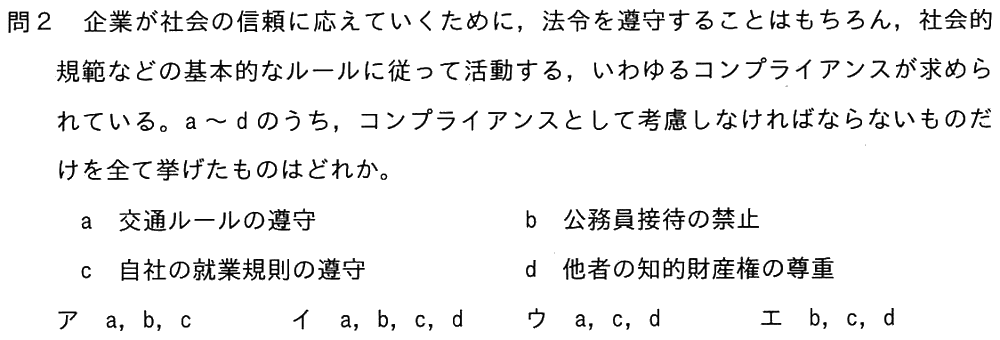 問2 企業が社会の信頼に応えていくために,法令を遵守することはもちろん,社会的
規範などの基本的なルールに従って活動する,いわゆるコンプライアンスが求めら
れている。a~dのうち,コンプライアンスとして考慮しなければならないものだ
けを全て挙げたものはどれか。
a 交通ルールの遵守 b 公務員接待の禁止
c 自社の就業規則の遵守 d 他者の知的財産権の尊重
ア a, b, c イ a, b, c, d ウ a, c, d エ b, c, d